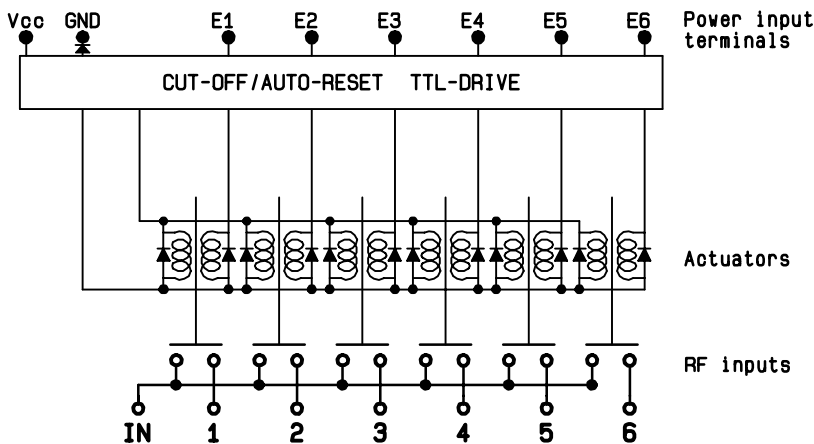 Vcc GND E1 E2 E3 E4 E5 E6 Power input
terminals
CUT-OFF/AUTO-RESET TTL-DRIVE
Actuators
RF inputs
IN 1 2 3 4 5 6